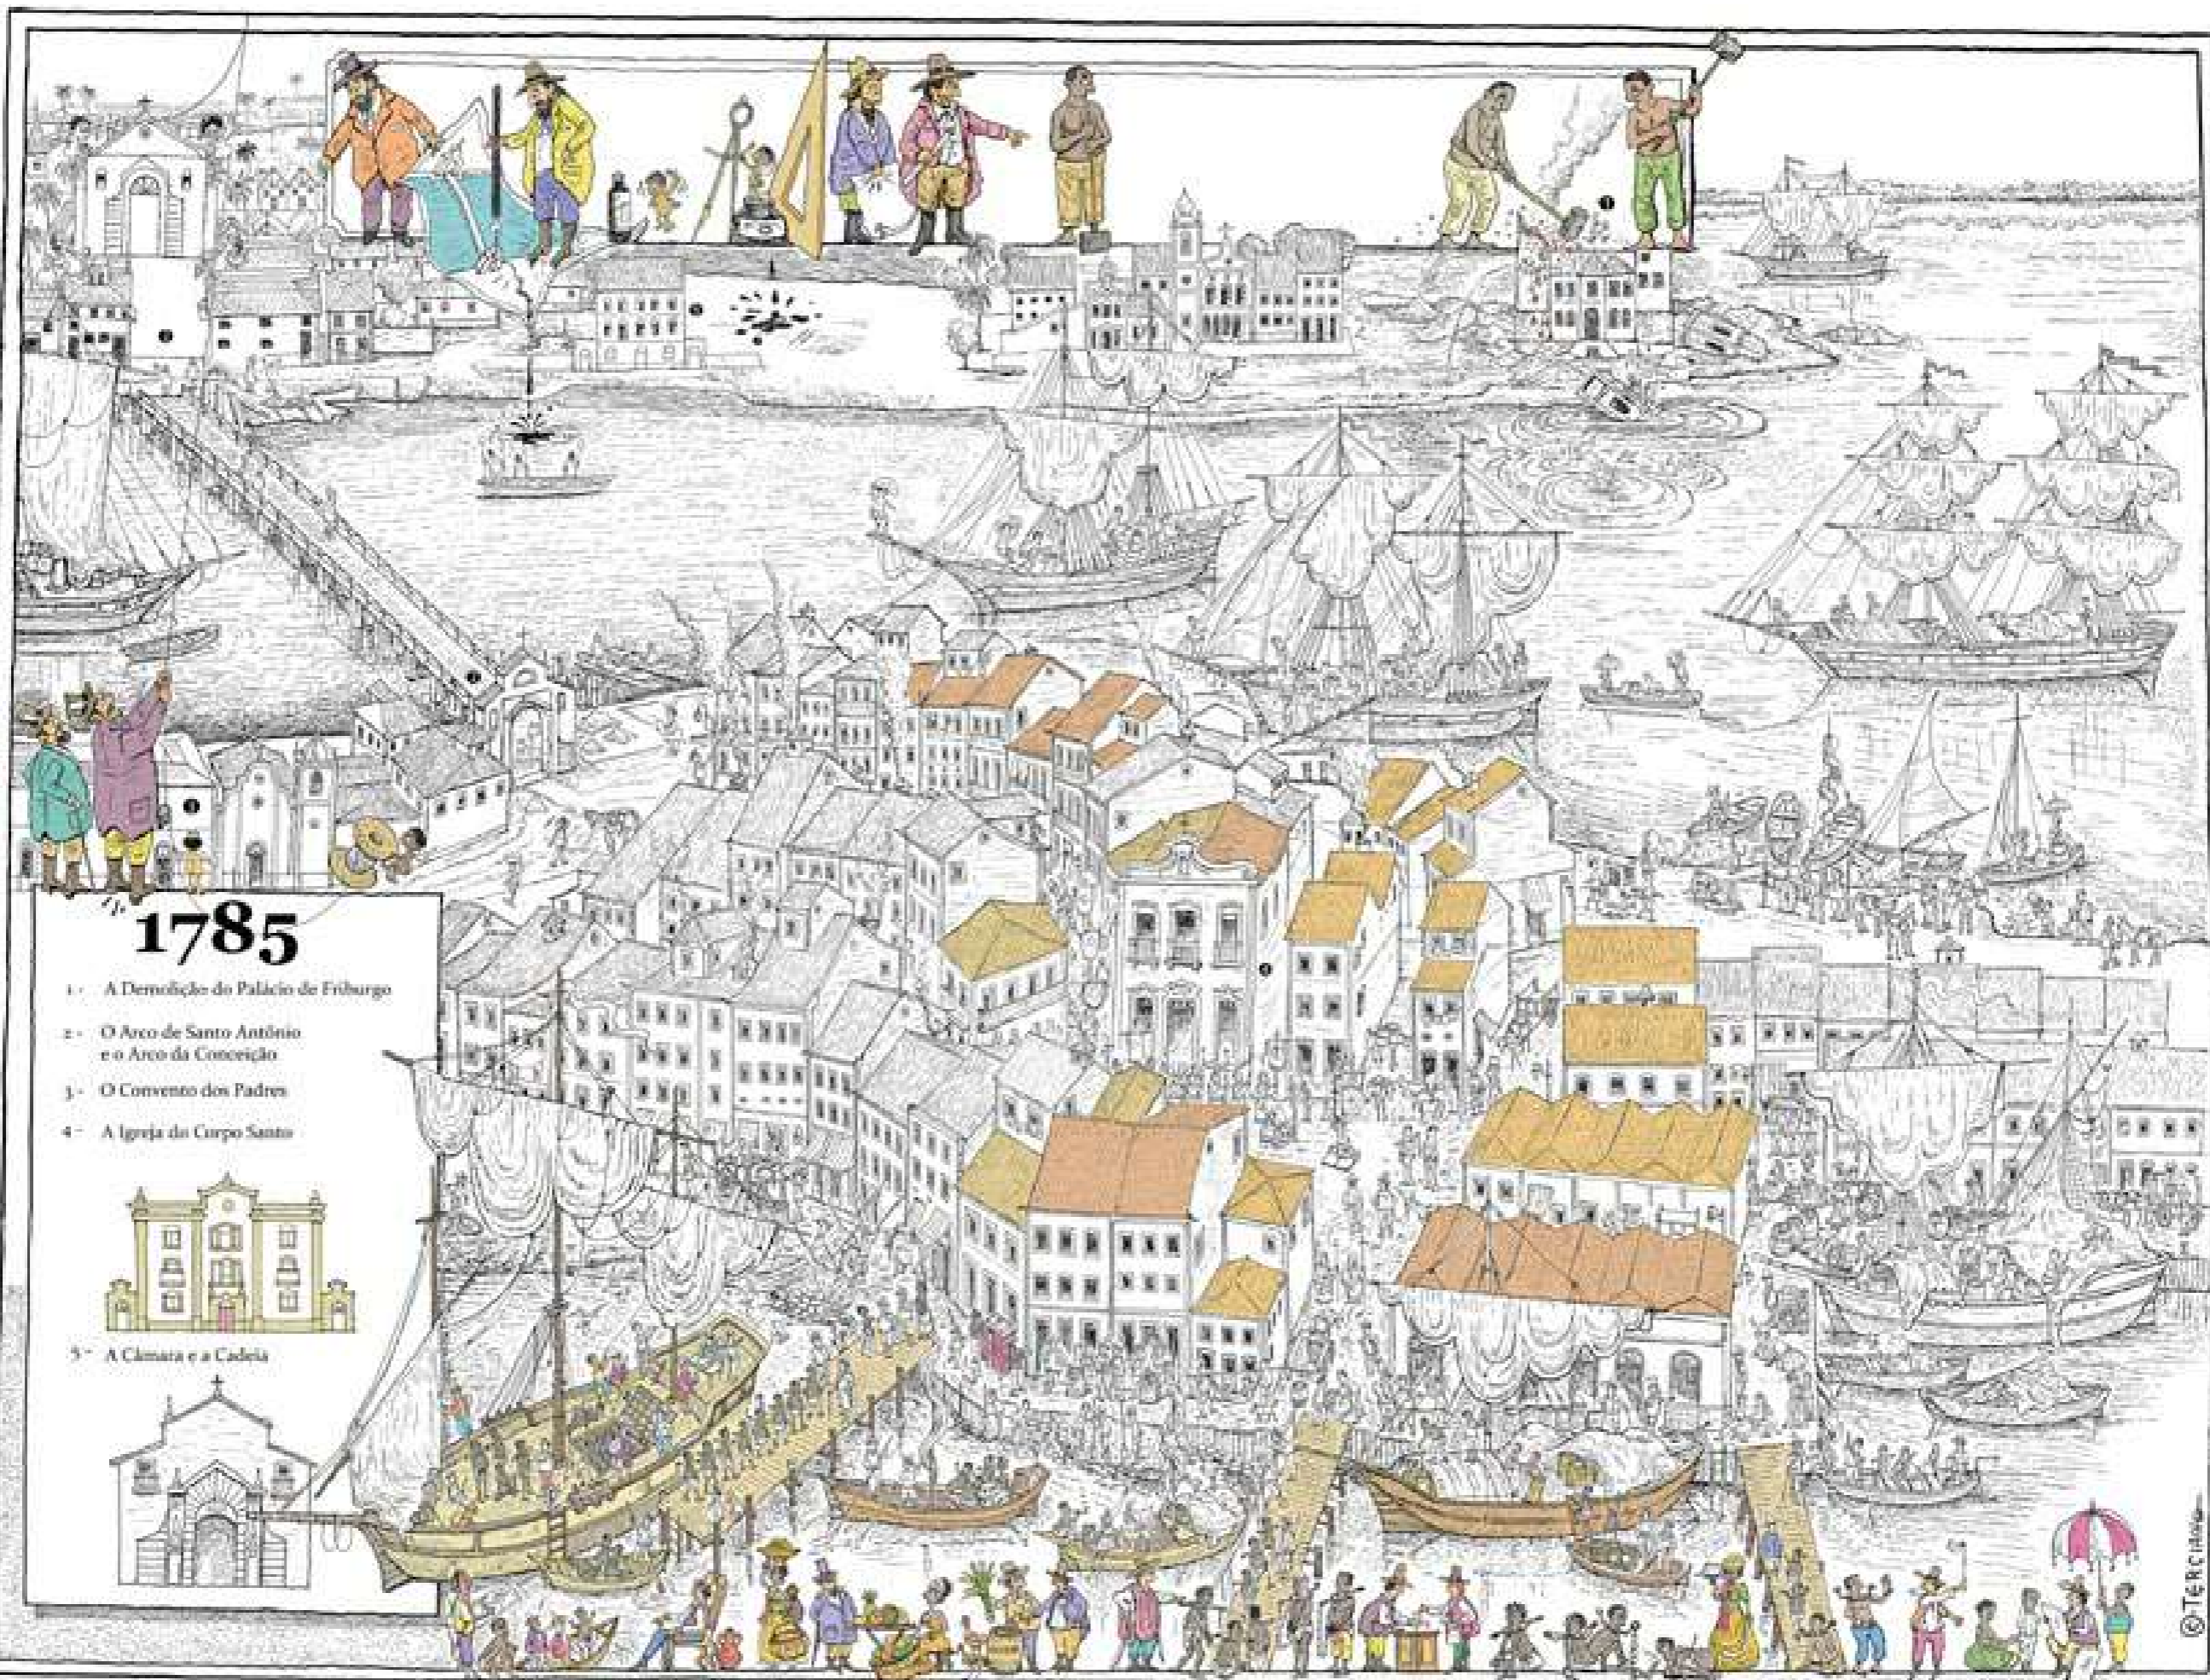 1785
1 - A Demolição do Palácio de Friburgo
2 - O Arco de Santo Antônio
e o Arco da Conceição
3 - O Convento dos Padres
4 - A Igreja do Corpo Santo
5 - A Câmara e a Cadeia
©TERCIANO